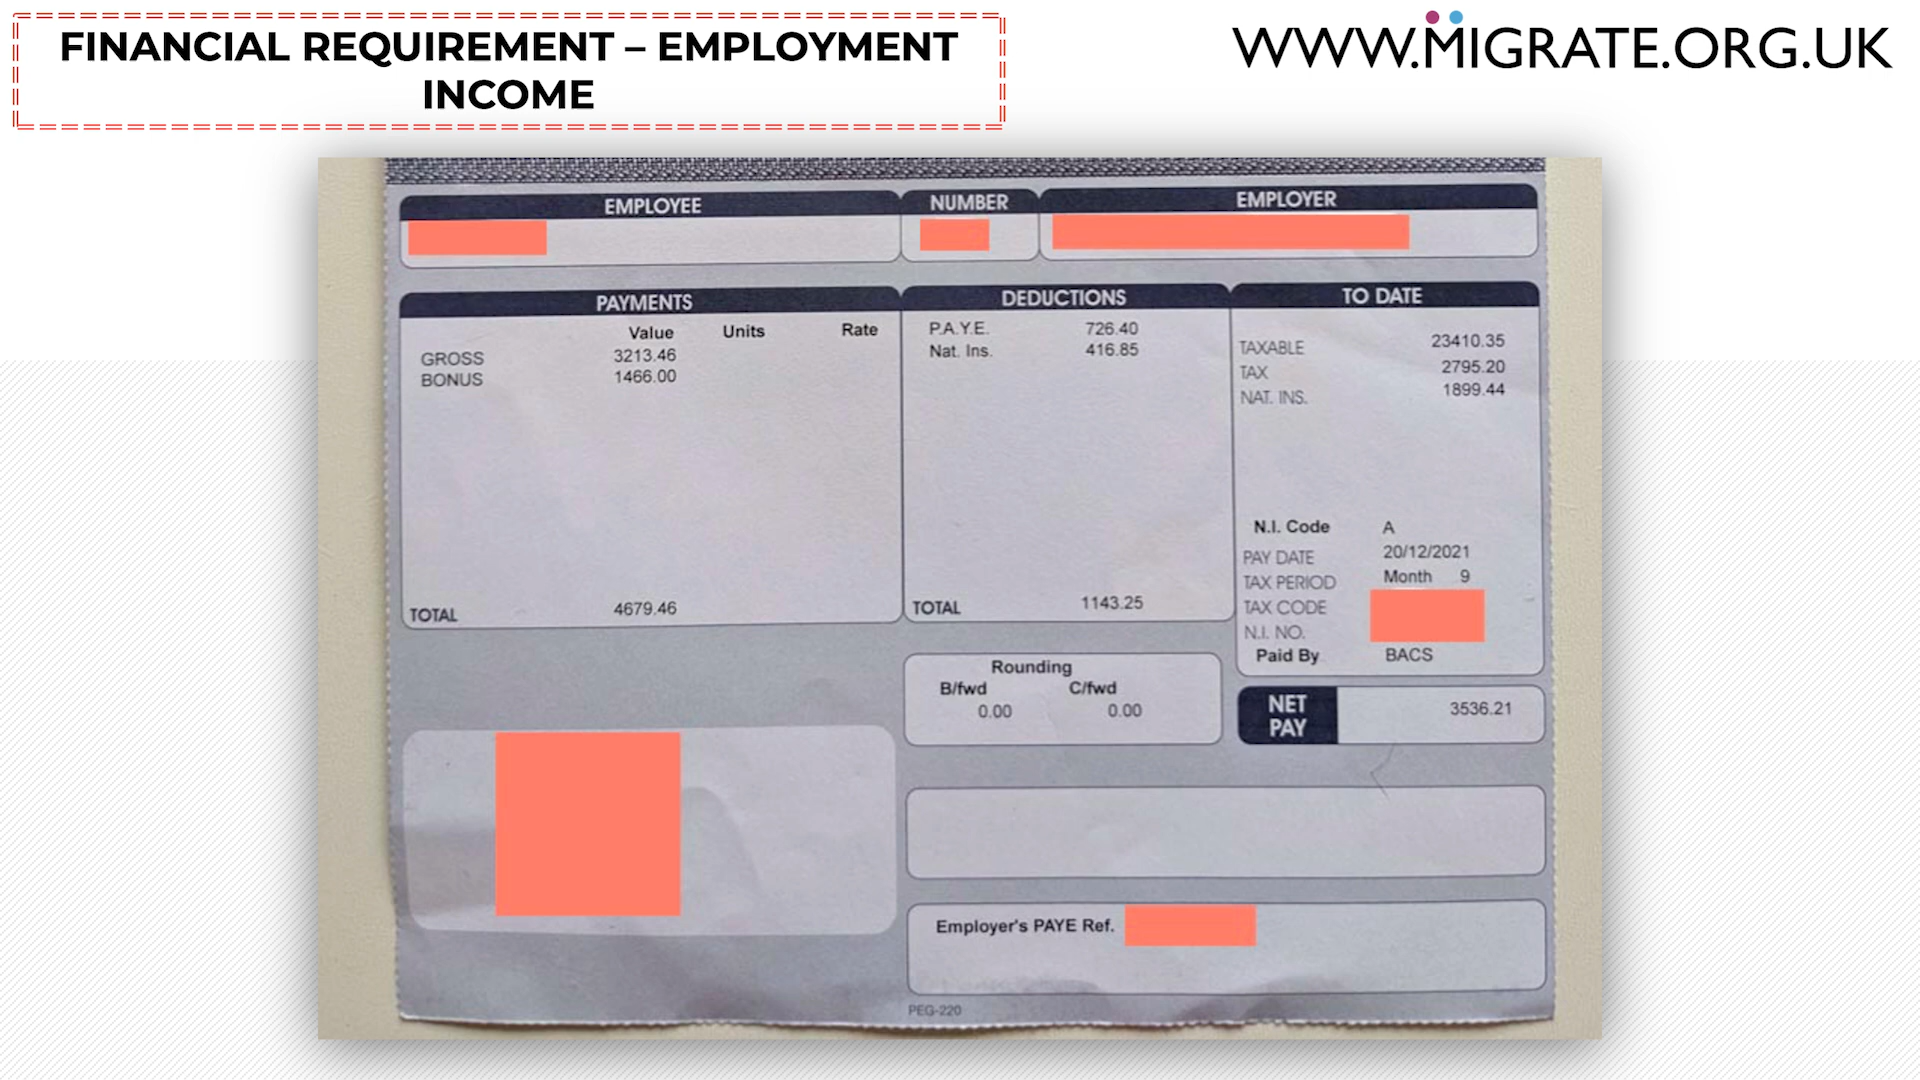 FINANCIAL REQUIREMENT – EMPLOYMENT
INCOME
WWW.MIGRATE.ORG.UK
EMPLOYEE NUMBER EMPLOYER
PAYMENTS
Value Units Rate
GROSS 3213.46
BONUS 1466.00
TOTAL 4679.46
DEDUCTIONS
P.A.Y.E. 726.40
Nat. Ins. 416.85
TOTAL 1143.25
TO DATE
TAXABLE 23410.35
TAX 2795.20
NAT. INS. 1899.44
N.I. Code A
PAY DATE 20/12/2021
TAX PERIOD Month 9
TAX CODE
N.I. NO.
Paid By BACS
Rounding
B/fwd C/fwd
0.00 0.00
NET
PAY 3536.21
Employer's PAYE Ref.
PEG-220